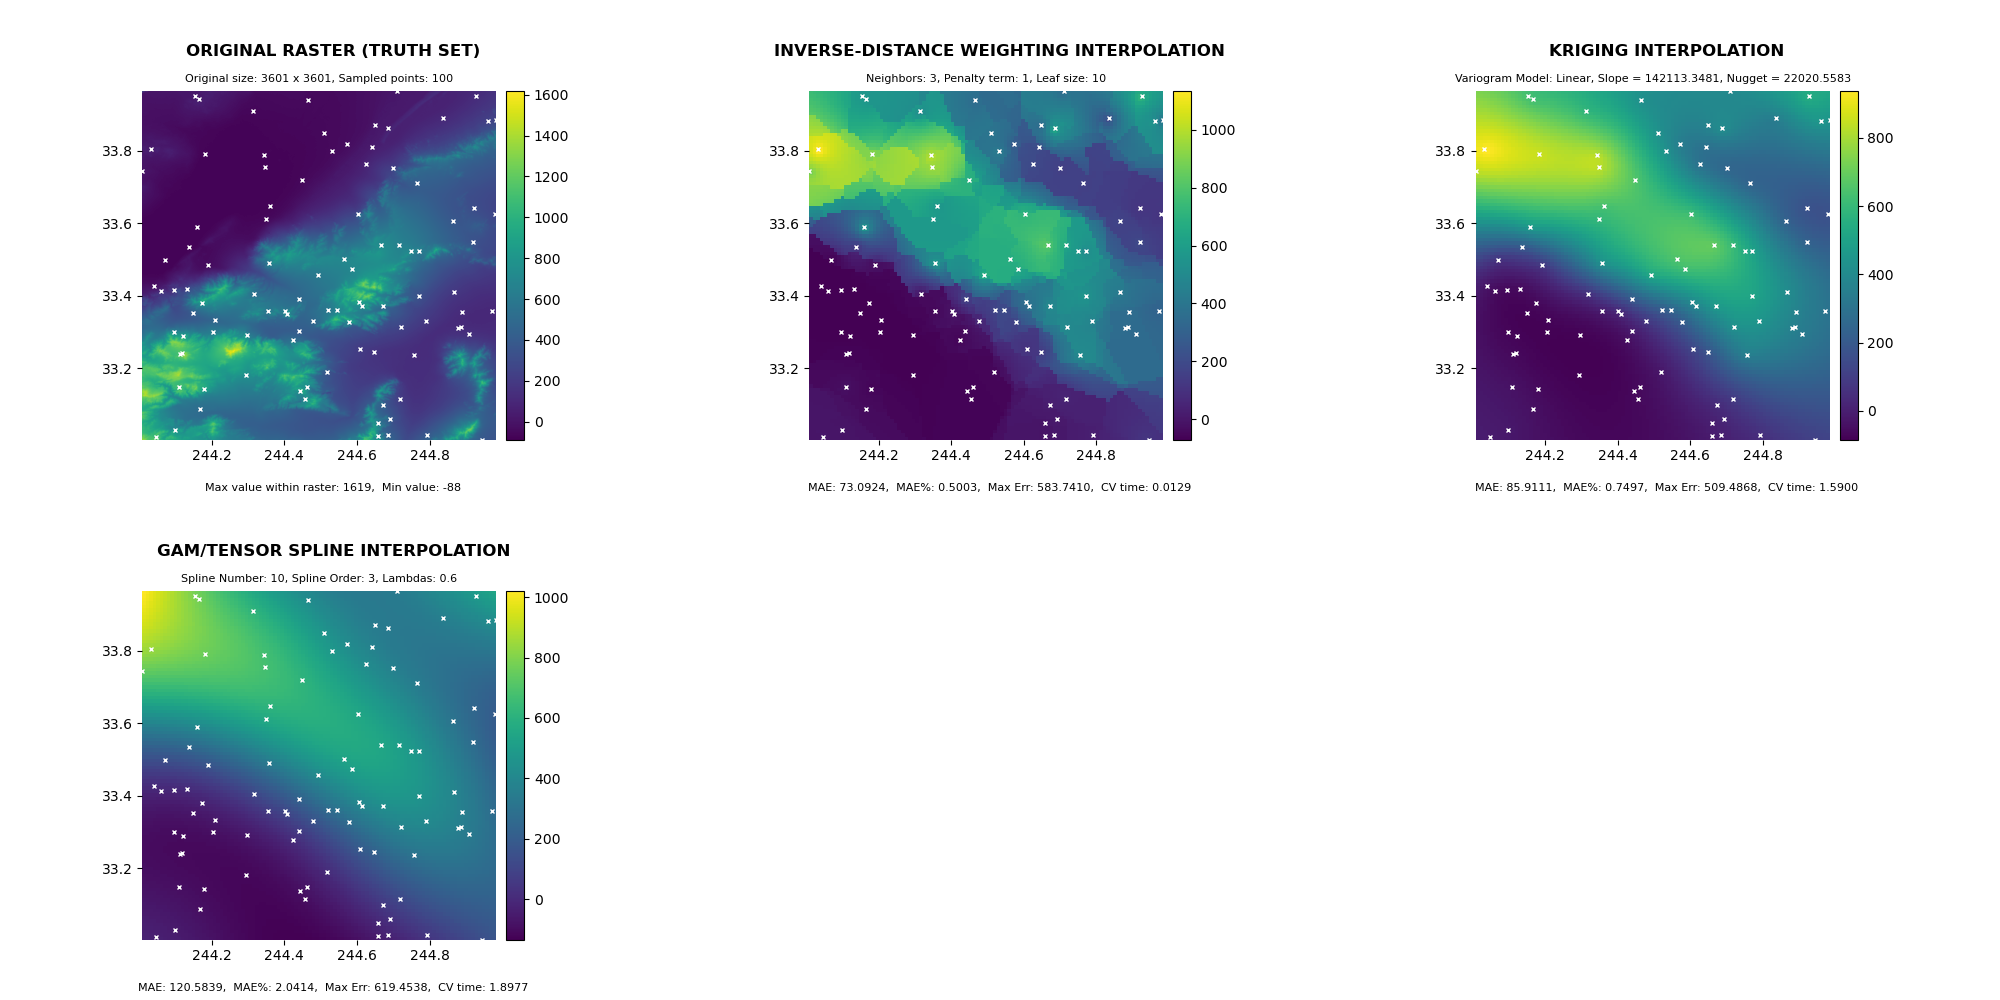 ORIGINAL RASTER (TRUTH SET)
Original size: 3601 x 3601, Sampled points: 100
33.8
33.6
33.4
33.2
244.2 244.4 244.6 244.8
1600
1400
1200
1000
800
600
400
200
0
Max value within raster: 1619, Min value: -88
INVERSE-DISTANCE WEIGHTING INTERPOLATION
Neighbors: 3, Penalty term: 1, Leaf size: 10
33.8
33.6
33.4
33.2
244.2 244.4 244.6 244.8
1000
800
600
400
200
0
MAE: 73.0924, MAE%: 0.5003, Max Err: 583.7410, CV time: 0.0129
KRIGING INTERPOLATION
Variogram Model: Linear, Slope = 142113.3481, Nugget = 22020.5583
33.8
33.6
33.4
33.2
244.2 244.4 244.6 244.8
800
600
400
200
0
MAE: 85.9111, MAE%: 0.7497, Max Err: 509.4868, CV time: 1.5900
GAM/TENSOR SPLINE INTERPOLATION
Spline Number: 10, Spline Order: 3, Lambdas: 0.6
33.8
33.6
33.4
33.2
244.2 244.4 244.6 244.8
1000
800
600
400
200
0
MAE: 120.5839, MAE%: 2.0414, Max Err: 619.4538, CV time: 1.8977